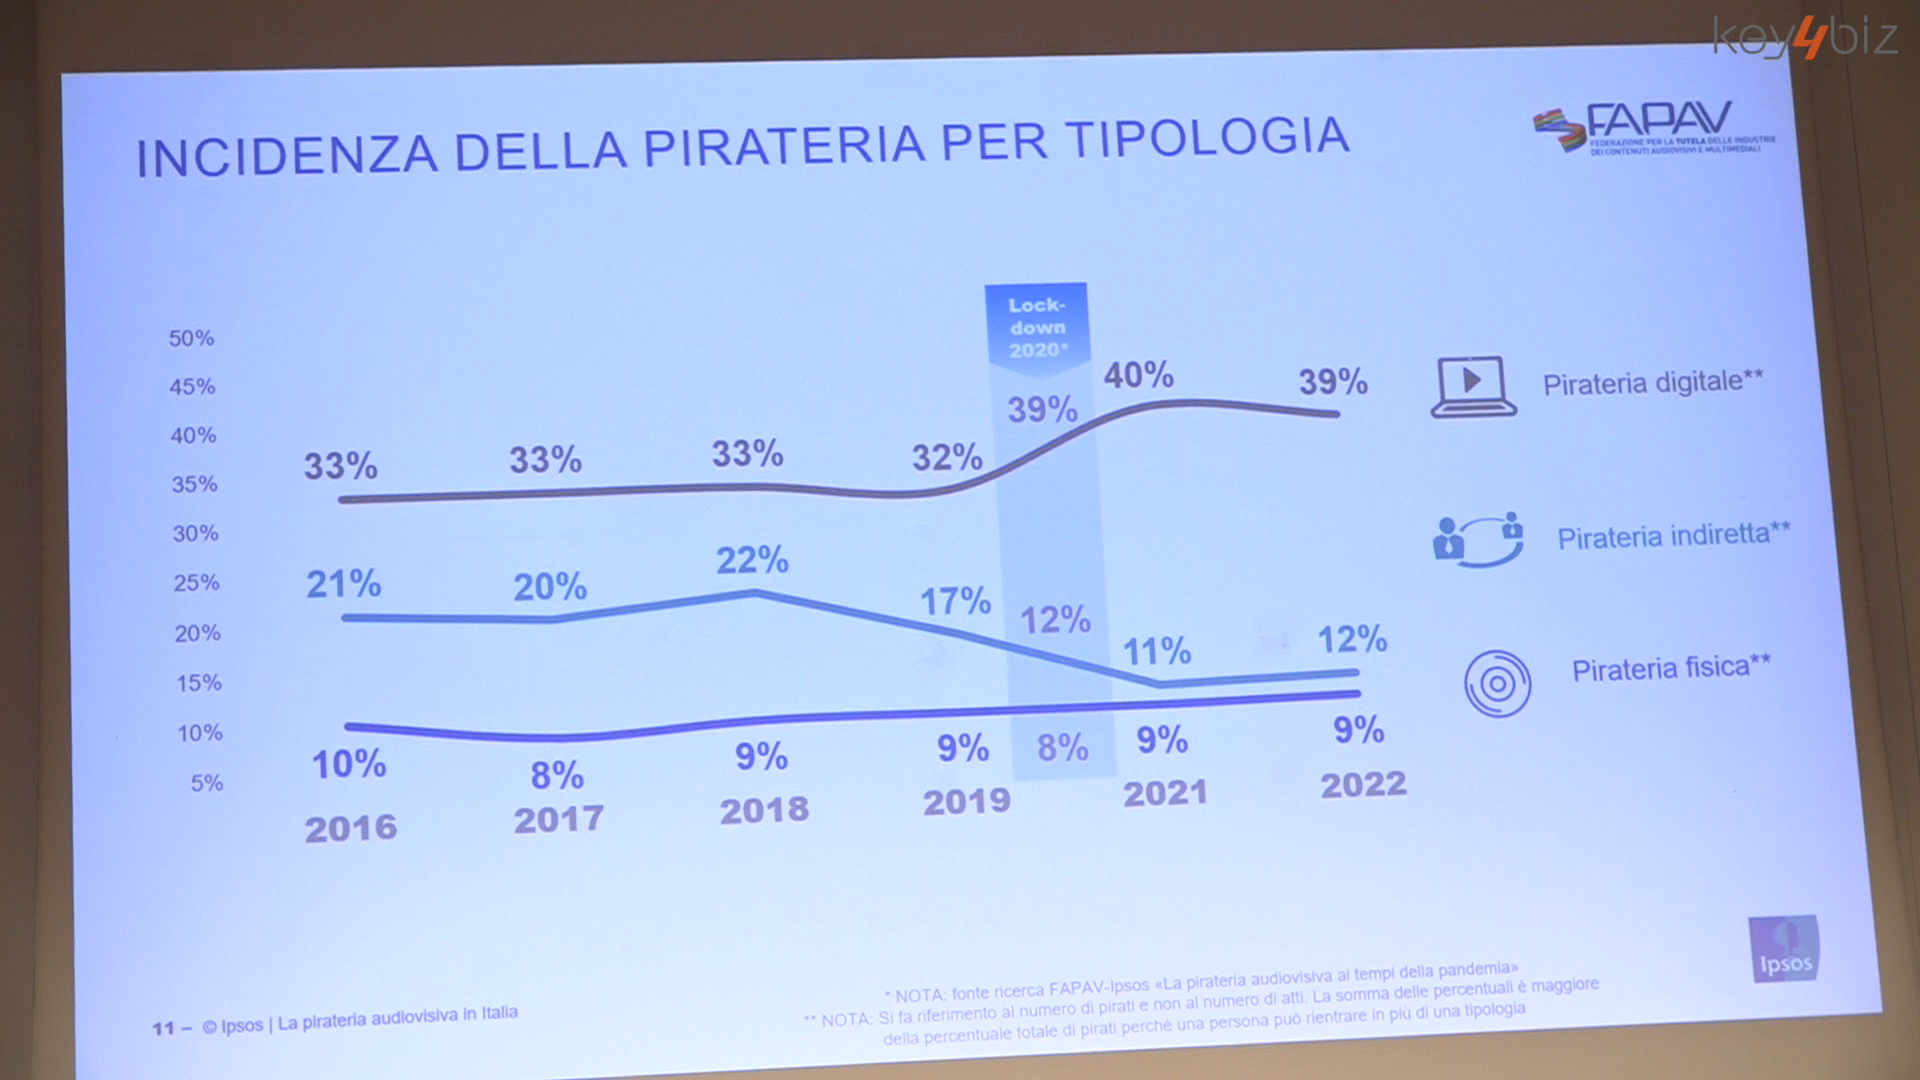 key4biz
INCIDENZA DELLA PIRATERIA PER TIPOLOGIA
FAPAV
FEDERAZIONE PER LA TUTELA DELLE INDUSTRIE
DEI CONTENUTI AUDIOVISIVI E MULTIMEDIALI
Lock-
down
2020*
50%
45%
40%
35%
30%
25%
20%
15%
10%
5%
33% 33% 33% 32% 39% 40% 39%
Pirateria digitale**
21% 20% 22% 17% 12% 11% 12%
Pirateria indiretta**
10% 8% 9% 9% 8% 9% 9%
Pirateria fisica**
2016 2017 2018 2019 2021 2022
Ipsos
* NOTA: fonte ricerca FAPAV-Ipsos «La pirateria audiovisiva ai tempi della pandemia»
** NOTA: Si fa riferimento al numero di pirati e non al numero di atti. La somma delle percentuali è maggiore
della percentuale totale di pirati perché una persona può rientrare in più di una tipologia
11 – © Ipsos | La pirateria audiovisiva in Italia